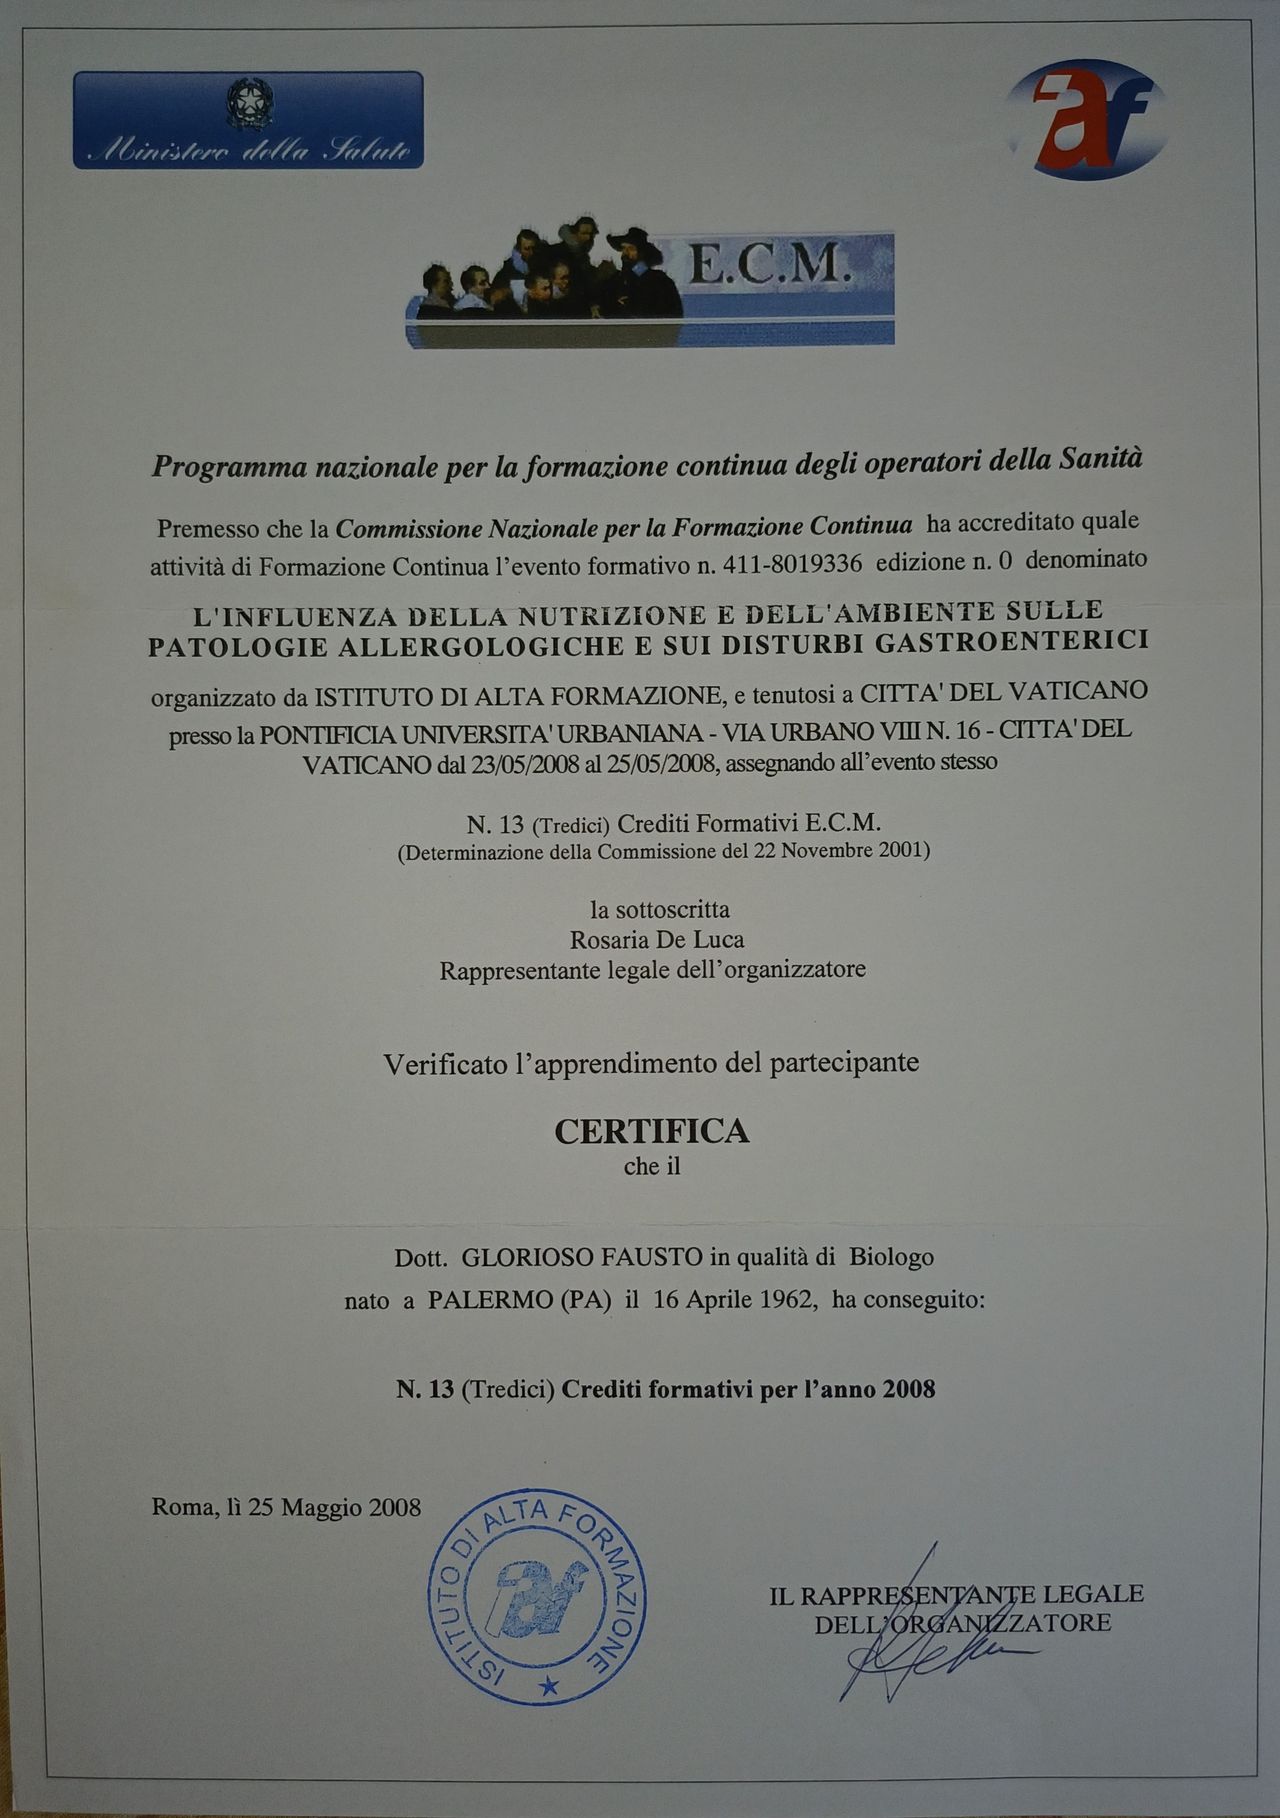 Ministero della Salute
af
E.C.M.
Programma nazionale per la formazione continua degli operatori della Sanità
Premesso che la Commissione Nazionale per la Formazione Continua ha accreditato quale
attività di Formazione Continua l'evento formativo n. 411-8019336 edizione n. 0 denominato
L'INFLUENZA DELLA NUTRIZIONE E DELL'AMBIENTE SULLE
PATOLOGIE ALLERGOLOGICHE E SUI DISTURBI GASTROENTERICI
organizzato da ISTITUTO DI ALTA FORMAZIONE, e tenutosi a CITTA' DEL VATICANO
presso la PONTIFICIA UNIVERSITA' URBANIANA - VIA URBANO VIII N. 16 - CITTA' DEL
VATICANO dal 23/05/2008 al 25/05/2008, assegnando all'evento stesso
N. 13 (Tredici) Crediti Formativi E.C.M.
(Determinazione della Commissione del 22 Novembre 2001)
la sottoscritta
Rosaria De Luca
Rappresentante legale dell'organizzatore
Verificato l'apprendimento del partecipante
CERTIFICA
che il
Dott. GLORIOSO FAUSTO in qualità di Biologo
nato a PALERMO (PA) il 16 Aprile 1962, ha conseguito:
N. 13 (Tredici) Crediti formativi per l'anno 2008
Roma, lì 25 Maggio 2008
ISTITUTO DI ALTA FORMAZIONE
af
IL RAPPRESENTANTE LEGALE
DELL'ORGANIZZATORE